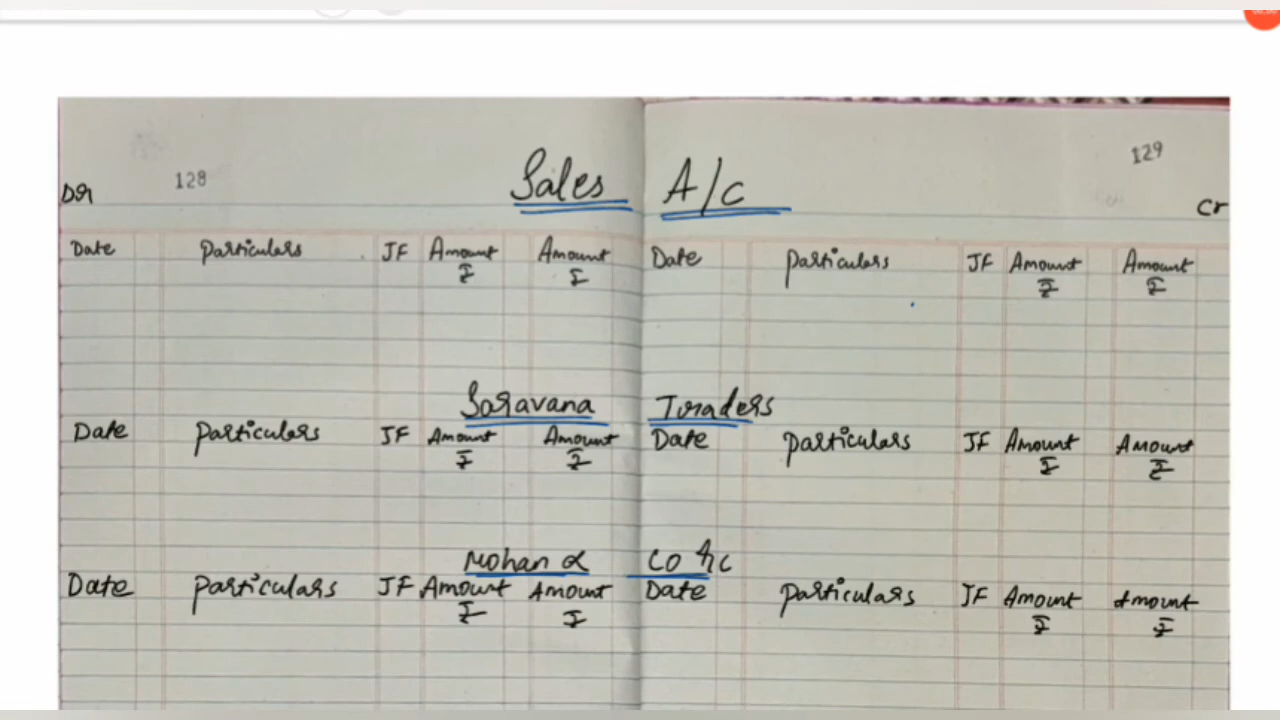 128
129
Dr
Sales A/c
Cr
Date Particulars JF Amount ₹ Amount ₹ Date Particulars JF Amount ₹ Amount ₹
Saravana Traders
Date Particulars JF Amount ₹ Amount ₹ Date Particulars JF Amount ₹ Amount ₹
Mohan & Co A/c
Date Particulars JF Amount ₹ Amount ₹ Date Particulars JF Amount ₹ Amount ₹